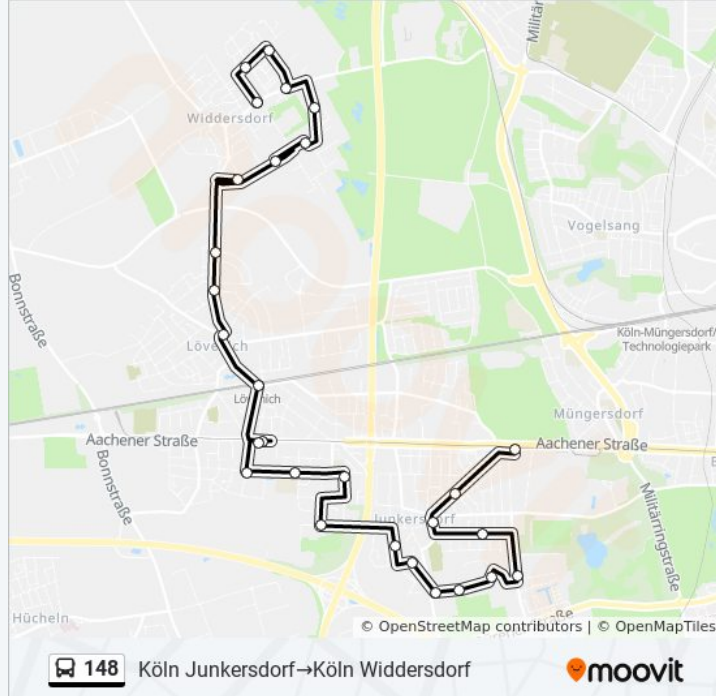 Militär
Widdersdorf
Vogelsang
Bonnstraße
Köln-Müngersdorf/
Technologiepark
Lövenich
Lövenich
Müngersdorf
Aachener Straße
Aachener Straße
Bonnstraße
Militärringstraße
Junkersdorf
Hücheln
© OpenStreetMap contributors | © OpenMapTiles
148 Köln Junkersdorf→Köln Widdersdorf
moovit